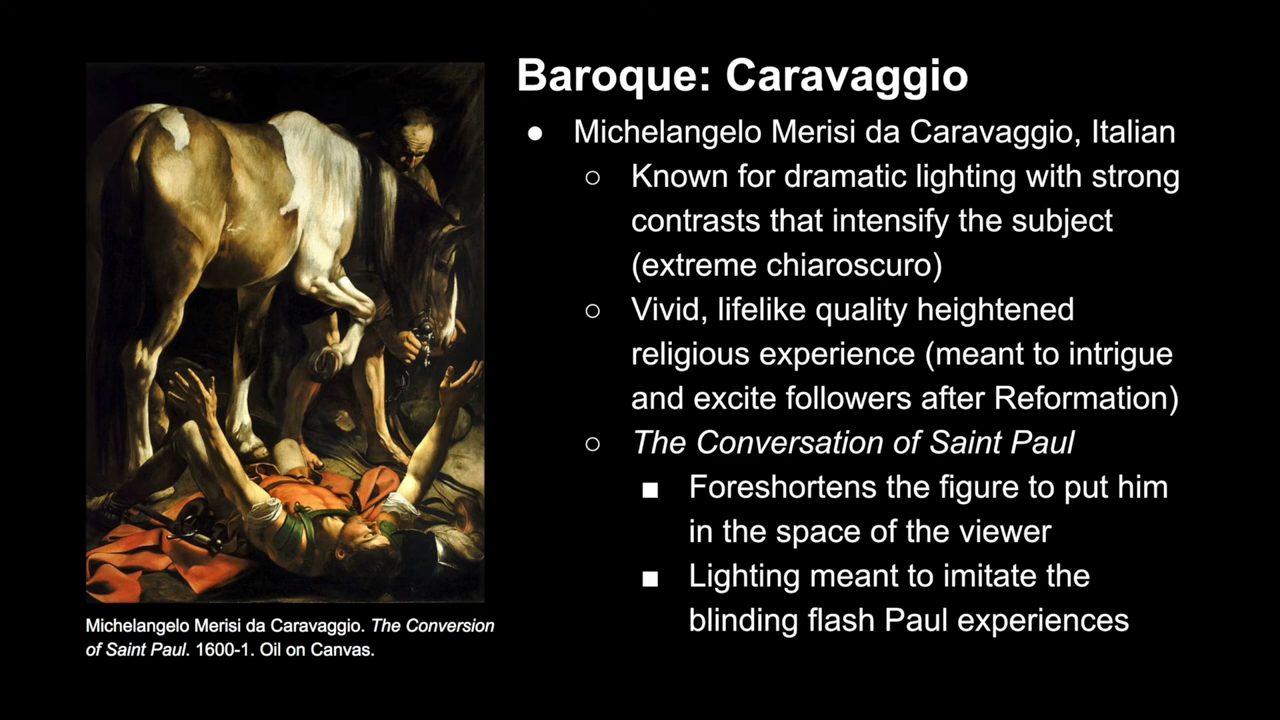 Baroque: Caravaggio
● Michelangelo Merisi da Caravaggio, Italian
○ Known for dramatic lighting with strong
contrasts that intensify the subject
(extreme chiaroscuro)
○ Vivid, lifelike quality heightened
religious experience (meant to intrigue
and excite followers after Reformation)
○ The Conversation of Saint Paul
■ Foreshortens the figure to put him
in the space of the viewer
■ Lighting meant to imitate the
blinding flash Paul experiences
Michelangelo Merisi da Caravaggio. The Conversion
of Saint Paul. 1600-1. Oil on Canvas.